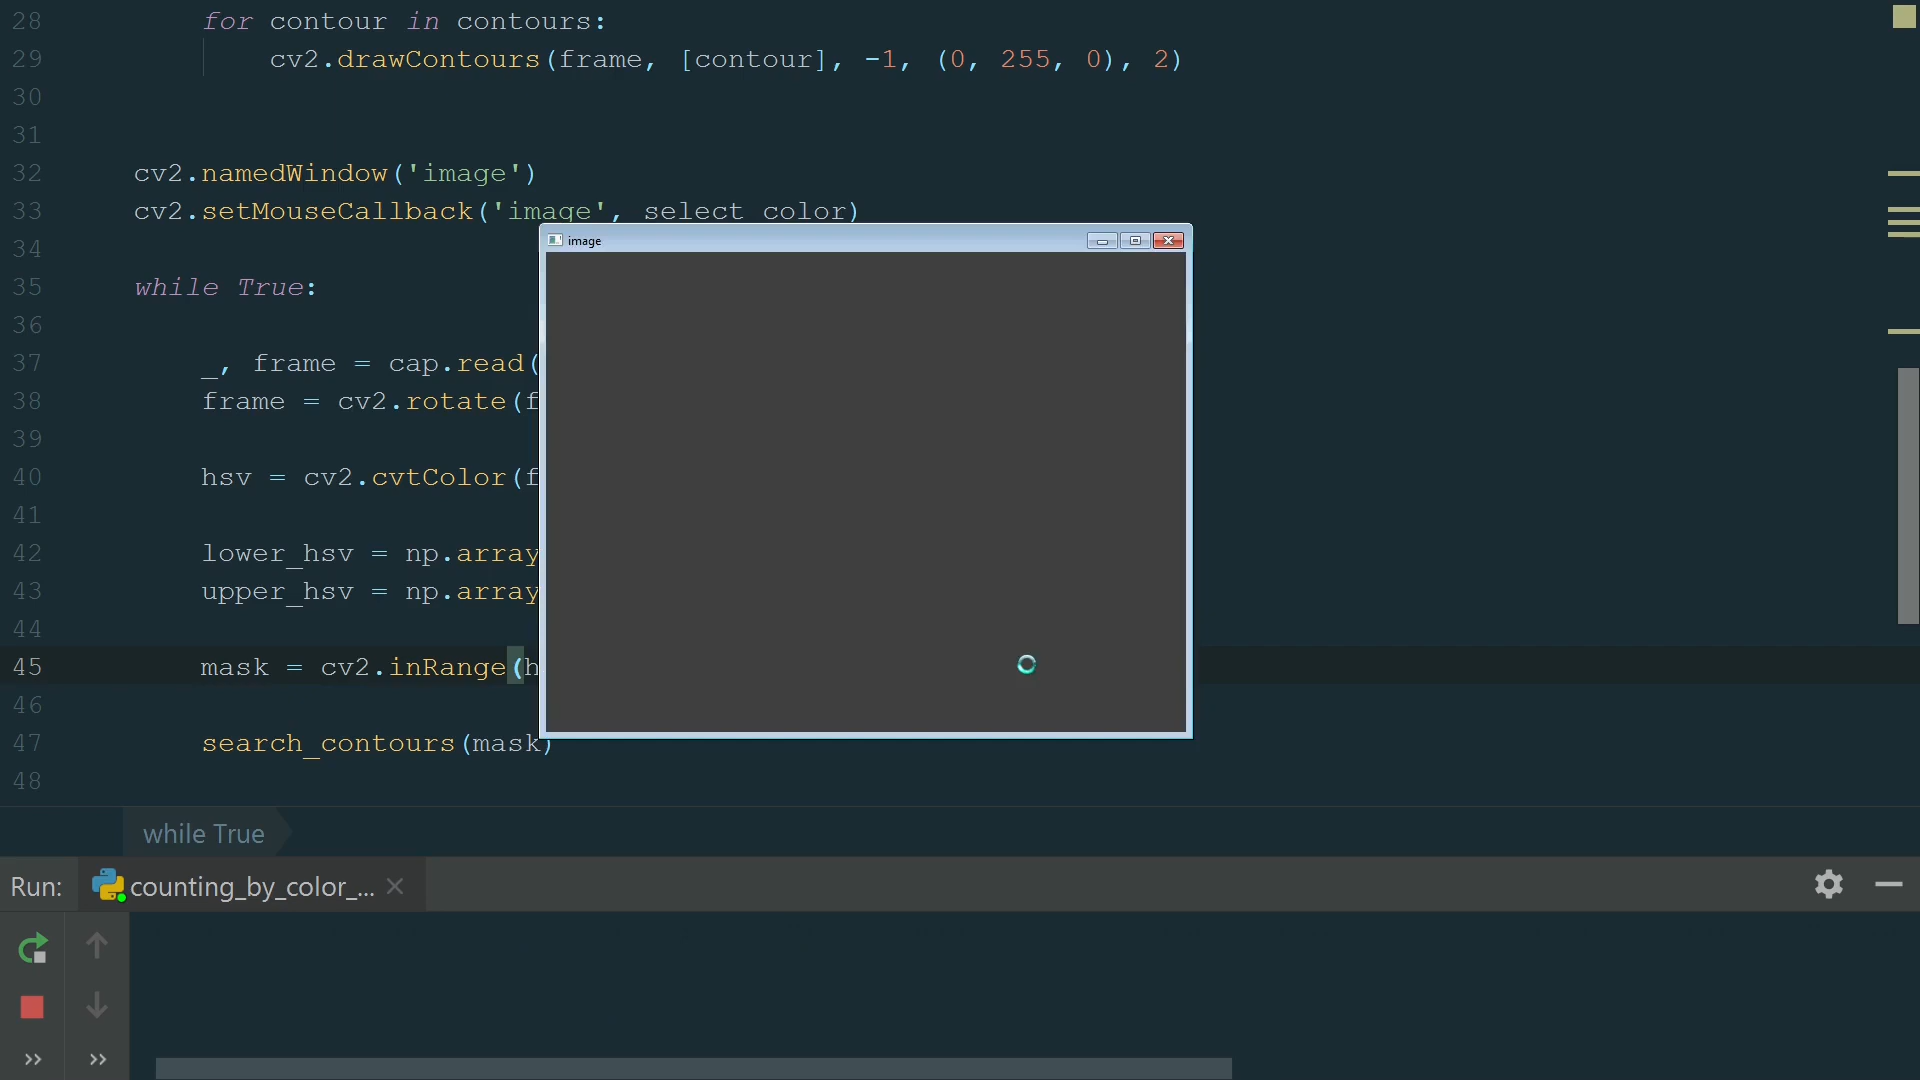 28 for contour in contours:
29 cv2.drawContours(frame, [contour], -1, (0, 255, 0), 2)
30
31
32 cv2.namedWindow('image')
33 cv2.setMouseCallback('image', select_color)
34
image
35 while True:
36
37 _, frame = cap.read(
38 frame = cv2.rotate(f
39
40 hsv = cv2.cvtColor(f
41
42 lower_hsv = np.array
43 upper_hsv = np.array
44
45 mask = cv2.inRange(h
46
47 search_contours(mask)
48
while True
Run: counting_by_color_...